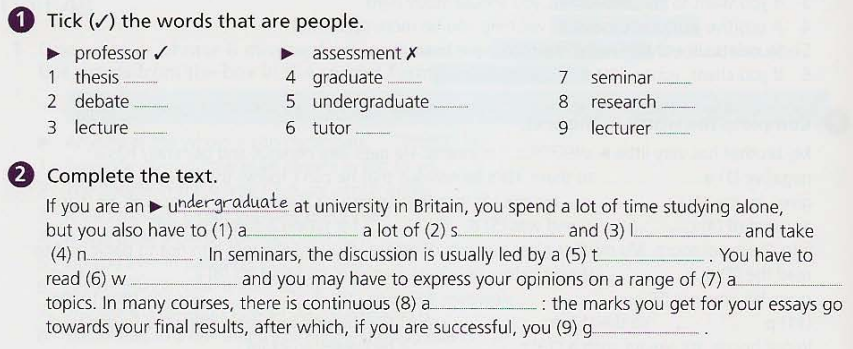 1 Tick (✓) the words that are people.
▶ professor ✓ ▶ assessment ✗
1 thesis ........ 4 graduate ........ 7 seminar ........
2 debate ........ 5 undergraduate ........ 8 research ........
3 lecture ........ 6 tutor ........ 9 lecturer ........
2 Complete the text.
If you are an ▶ undergraduate at university in Britain, you spend a lot of time studying alone,
but you also have to (1) a........ a lot of (2) s........ and (3) l........ and take
(4) n........ . In seminars, the discussion is usually led by a (5) t........ . You have to
read (6) w ........ and you may have to express your opinions on a range of (7) a........
topics. In many courses, there is continuous (8) a........ : the marks you get for your essays go
towards your final results, after which, if you are successful, you (9) g........ .